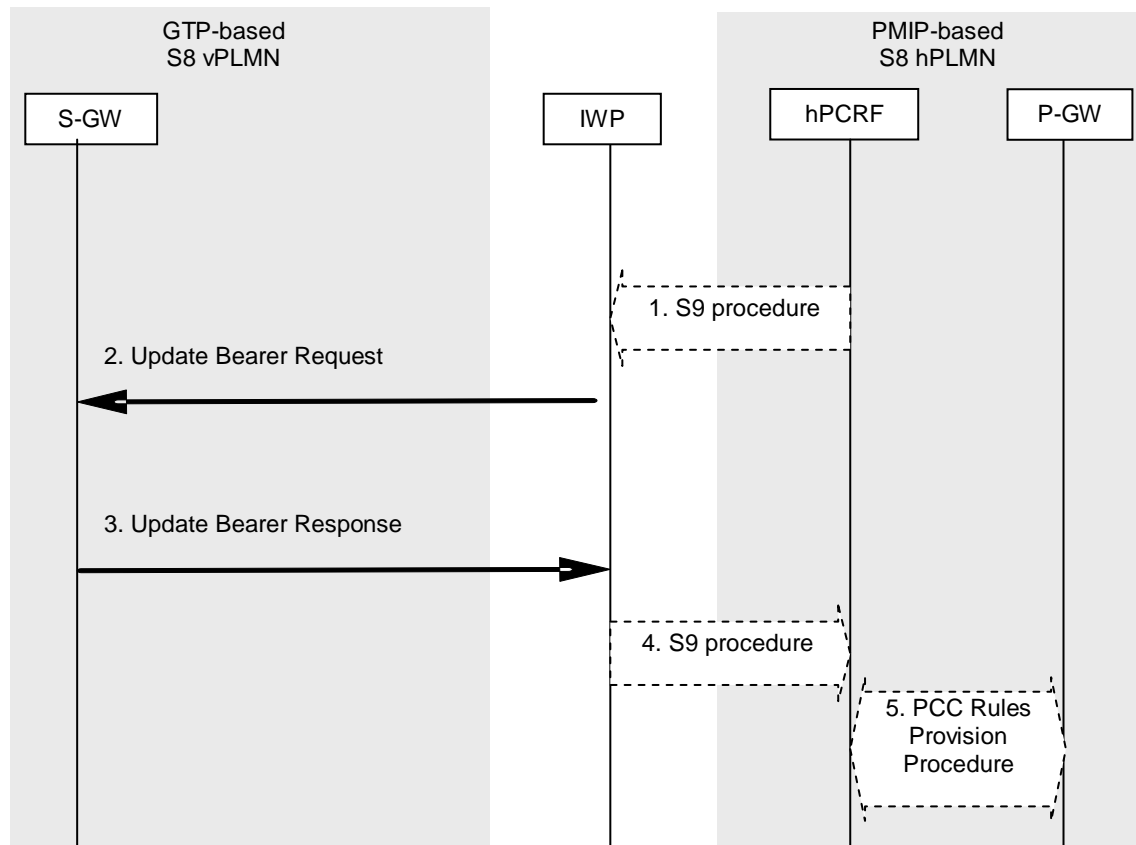 GTP-based
S8 vPLMN
PMIP-based
S8 hPLMN
S-GW
IWP
hPCRF
P-GW
1. S9 procedure
2. Update Bearer Request
3. Update Bearer Response
4. S9 procedure
5. PCC Rules
Provision
Procedure